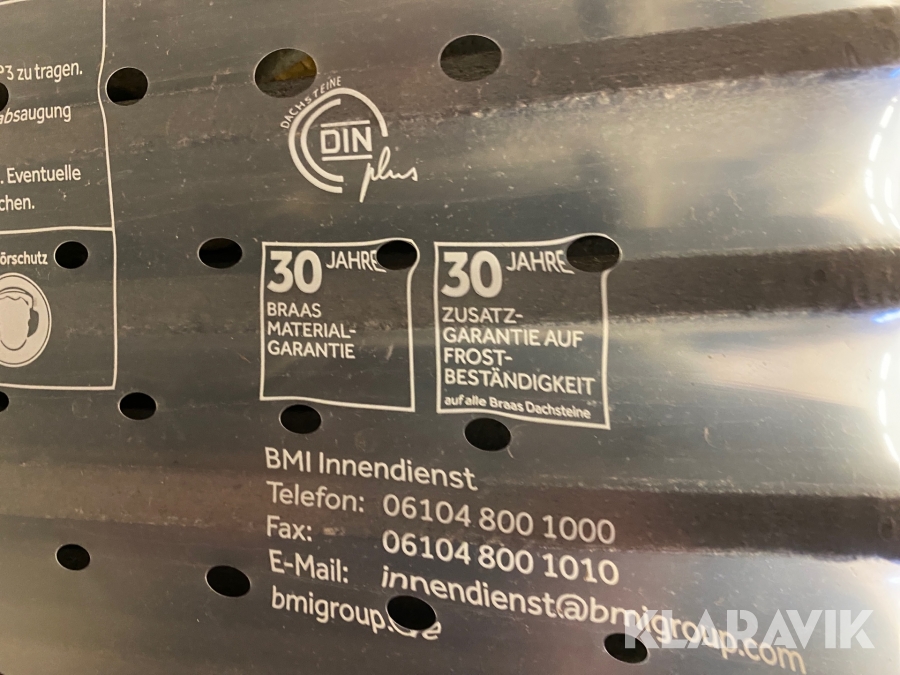 P3 zu tragen.
absaugung
. Eventuelle
chen.
örschutz
DACHSTEINE
DIN
plus
30 JAHRE
BRAAS
MATERIAL-
GARANTIE
30 JAHRE
ZUSATZ-
GARANTIE AUF
FROST-
BESTÄNDIGKEIT
auf alle Braas Dachsteine
BMI Innendienst
Telefon: 06104 800 1000
Fax: 06104 800 1010
E-Mail: innendienst@bmigroup.com
bmigroup.
KLARAVIK